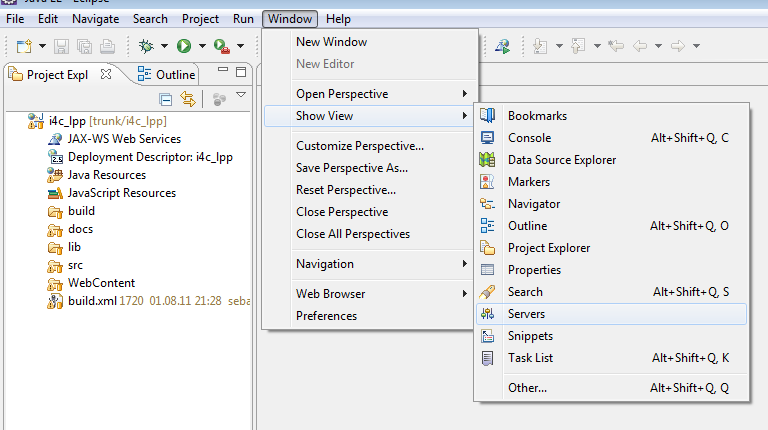 Java EE - Eclipse
File Edit Navigate Search Project Run Window Help
Project Expl Outline
i4c_lpp [trunk/i4c_lpp]
JAX-WS Web Services
Deployment Descriptor: i4c_lpp
Java Resources
JavaScript Resources
build
docs
lib
src
WebContent
build.xml 1720 01.08.11 21:28 seba
New Window
New Editor
Open Perspective
Show View
Customize Perspective...
Save Perspective As...
Reset Perspective...
Close Perspective
Close All Perspectives
Navigation
Web Browser
Preferences
Bookmarks
Console Alt+Shift+Q, C
Data Source Explorer
Markers
Navigator
Outline Alt+Shift+Q, O
Project Explorer
Properties
Search Alt+Shift+Q, S
Servers
Snippets
Task List Alt+Shift+Q, K
Other... Alt+Shift+Q, Q